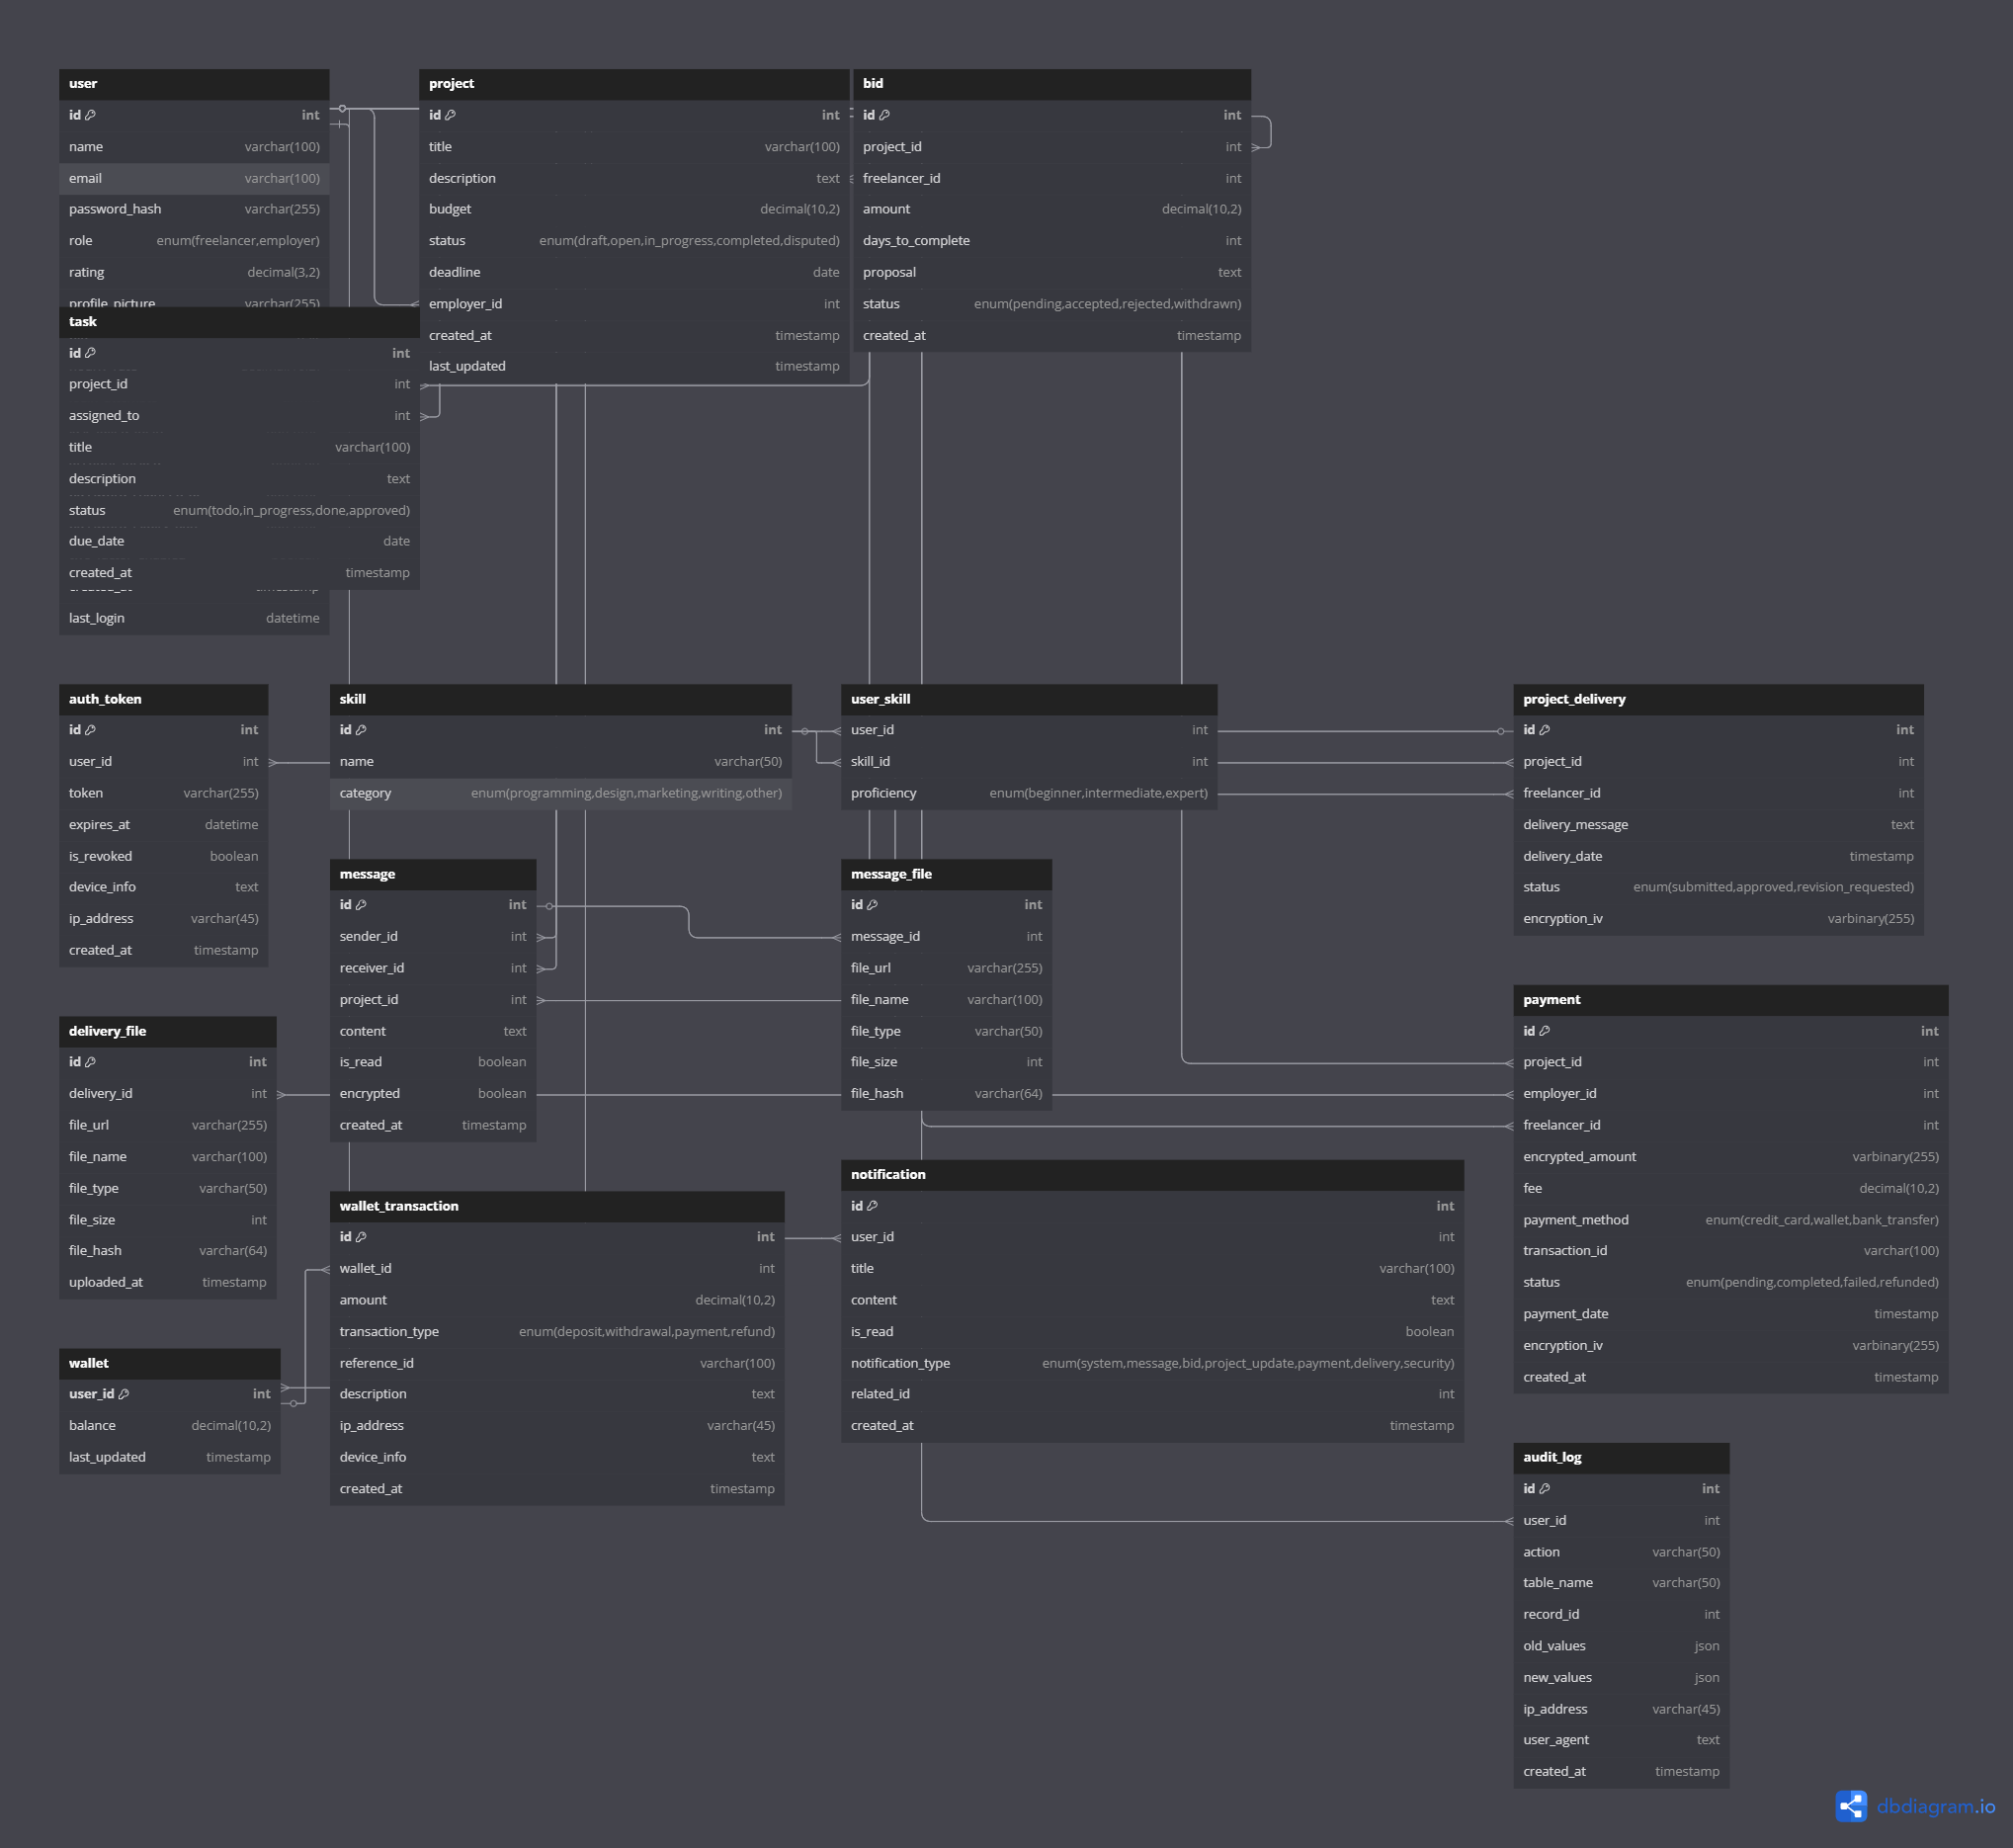 user
id int
name varchar(100)
email varchar(100)
password_hash varchar(255)
role enum(freelancer,employer)
rating decimal(3,2)
profile_picture varchar(255)
created_at timestamp
last_login datetime
task
id int
project_id int
assigned_to int
title varchar(100)
description text
status enum(todo,in_progress,done,approved)
due_date date
created_at timestamp
project
id int
title varchar(100)
description text
budget decimal(10,2)
status enum(draft,open,in_progress,completed,disputed)
deadline date
employer_id int
created_at timestamp
last_updated timestamp
bid
id int
project_id int
freelancer_id int
amount decimal(10,2)
days_to_complete int
proposal text
status enum(pending,accepted,rejected,withdrawn)
created_at timestamp
auth_token
id int
user_id int
token varchar(255)
expires_at datetime
is_revoked boolean
device_info text
ip_address varchar(45)
created_at timestamp
skill
id int
name varchar(50)
category enum(programming,design,marketing,writing,other)
user_skill
user_id int
skill_id int
proficiency enum(beginner,intermediate,expert)
project_delivery
id int
project_id int
freelancer_id int
delivery_message text
delivery_date timestamp
status enum(submitted,approved,revision_requested)
encryption_iv varbinary(255)
message
id int
sender_id int
receiver_id int
project_id int
content text
is_read boolean
encrypted boolean
created_at timestamp
message_file
id int
message_id int
file_url varchar(255)
file_name varchar(100)
file_type varchar(50)
file_size int
file_hash varchar(64)
payment
id int
project_id int
employer_id int
freelancer_id int
encrypted_amount varbinary(255)
fee decimal(10,2)
payment_method enum(credit_card,wallet,bank_transfer)
transaction_id varchar(100)
status enum(pending,completed,failed,refunded)
payment_date timestamp
encryption_iv varbinary(255)
created_at timestamp
delivery_file
id int
delivery_id int
file_url varchar(255)
file_name varchar(100)
file_type varchar(50)
file_size int
file_hash varchar(64)
uploaded_at timestamp
wallet_transaction
id int
wallet_id int
amount decimal(10,2)
transaction_type enum(deposit,withdrawal,payment,refund)
reference_id varchar(100)
description text
ip_address varchar(45)
device_info text
created_at timestamp
notification
id int
user_id int
title varchar(100)
content text
is_read boolean
notification_type enum(system,message,bid,project_update,payment,delivery,security)
related_id int
created_at timestamp
wallet
user_id int
balance decimal(10,2)
last_updated timestamp
audit_log
id int
user_id int
action varchar(50)
table_name varchar(50)
record_id int
old_values json
new_values json
ip_address varchar(45)
user_agent text
created_at timestamp
dbdiagram.io